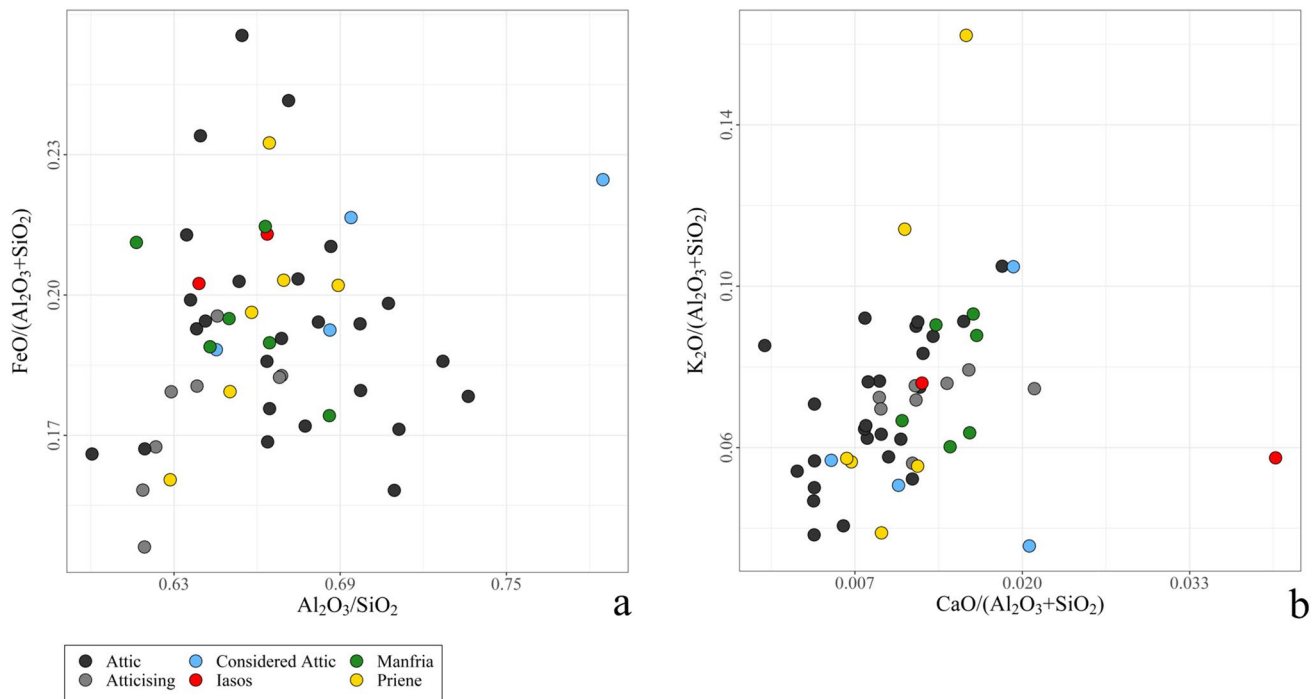 FeO/(Al₂O₃+SiO₂)
0.23
0.20
0.17
0.63 0.69 0.75
Al₂O₃/SiO₂
a
K₂O/(Al₂O₃+SiO₂)
0.14
0.10
0.06
0.007 0.020 0.033
CaO/(Al₂O₃+SiO₂)
b
Attic Considered Attic Manfria
Atticising Iasos Priene